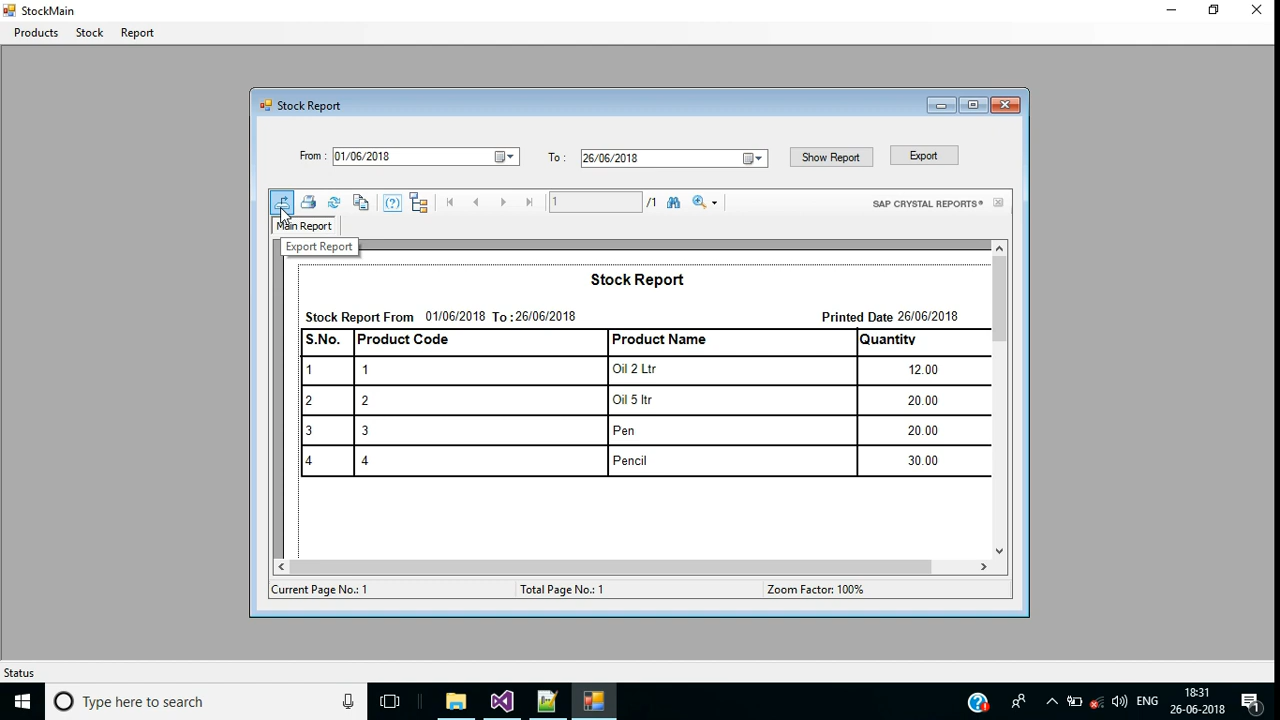 StockMain
Products Stock Report
Stock Report
From : 01/06/2018 To : 26/06/2018 Show Report Export
1 /1 SAP CRYSTAL REPORTS®
Main Report
Export Report
Stock Report
Stock Report From 01/06/2018 To : 26/06/2018 Printed Date 26/06/2018
S.No. Product Code Product Name Quantity
1 1 Oil 2 Ltr 12.00
2 2 Oil 5 ltr 20.00
3 3 Pen 20.00
4 4 Pencil 30.00
Current Page No.: 1 Total Page No.: 1 Zoom Factor: 100%
Status
Type here to search ENG 18:31
26-06-2018 1